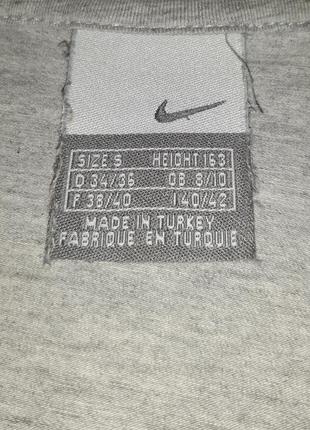 SIZE S HEIGHT 163
D 34/36 GB 8/10
F 38/40 I 40/42
MADE IN TURKEY
FABRIQUE EN TURQUIE